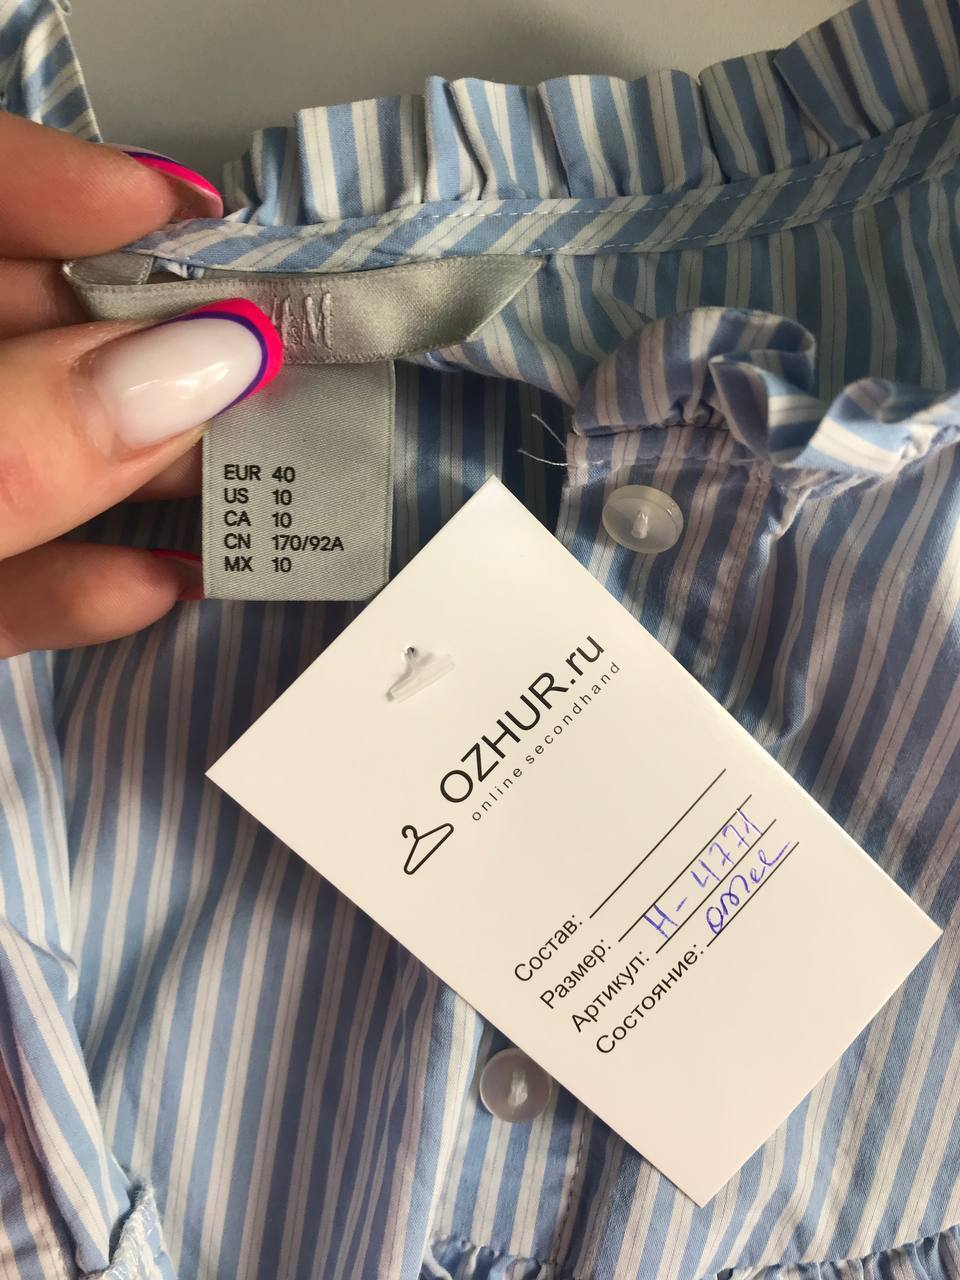 &M
EUR 40
US 10
CA 10
CN 170/92A
MX 10
OZHUR.ru
online secondhand
Состав:
Размер:
Артикул: H-4771
Состояние: